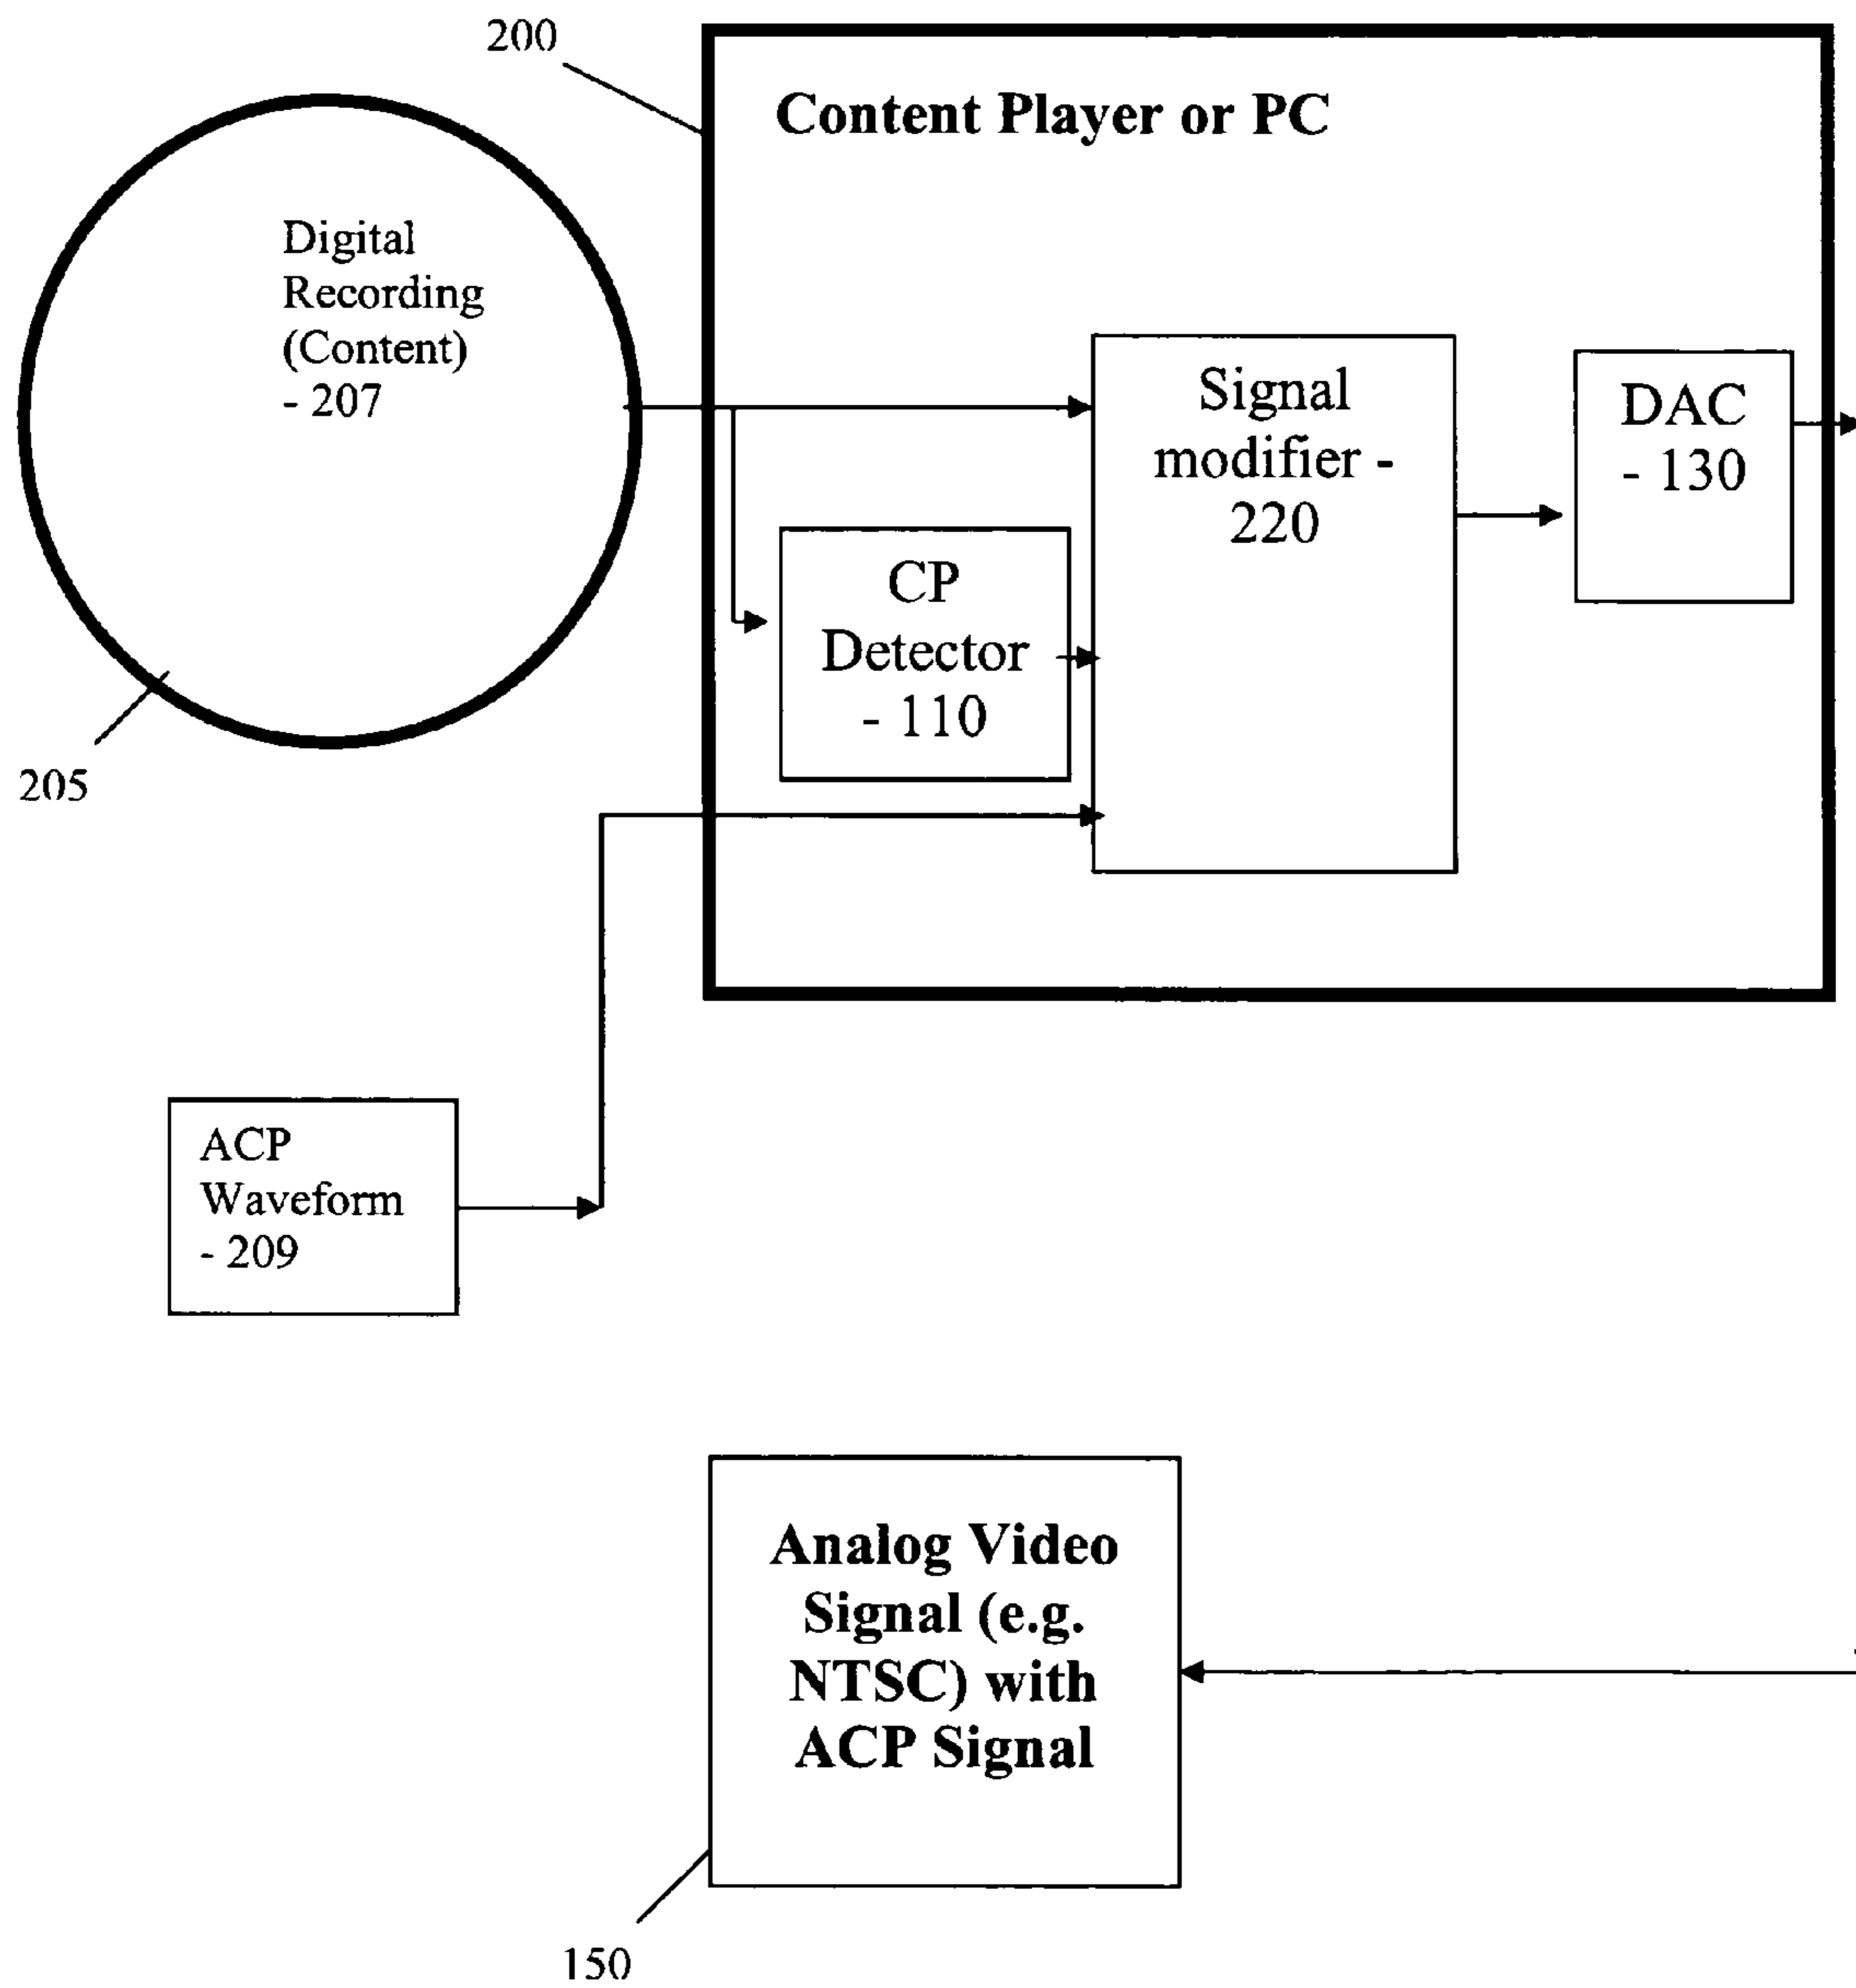 200
Content Player or PC
Digital
Recording
(Content)
- 207
Signal
modifier -
220
DAC
- 130
CP
Detector
- 110
205
ACP
Waveform
- 209
Analog Video
Signal (e.g.
NTSC) with
ACP Signal
150